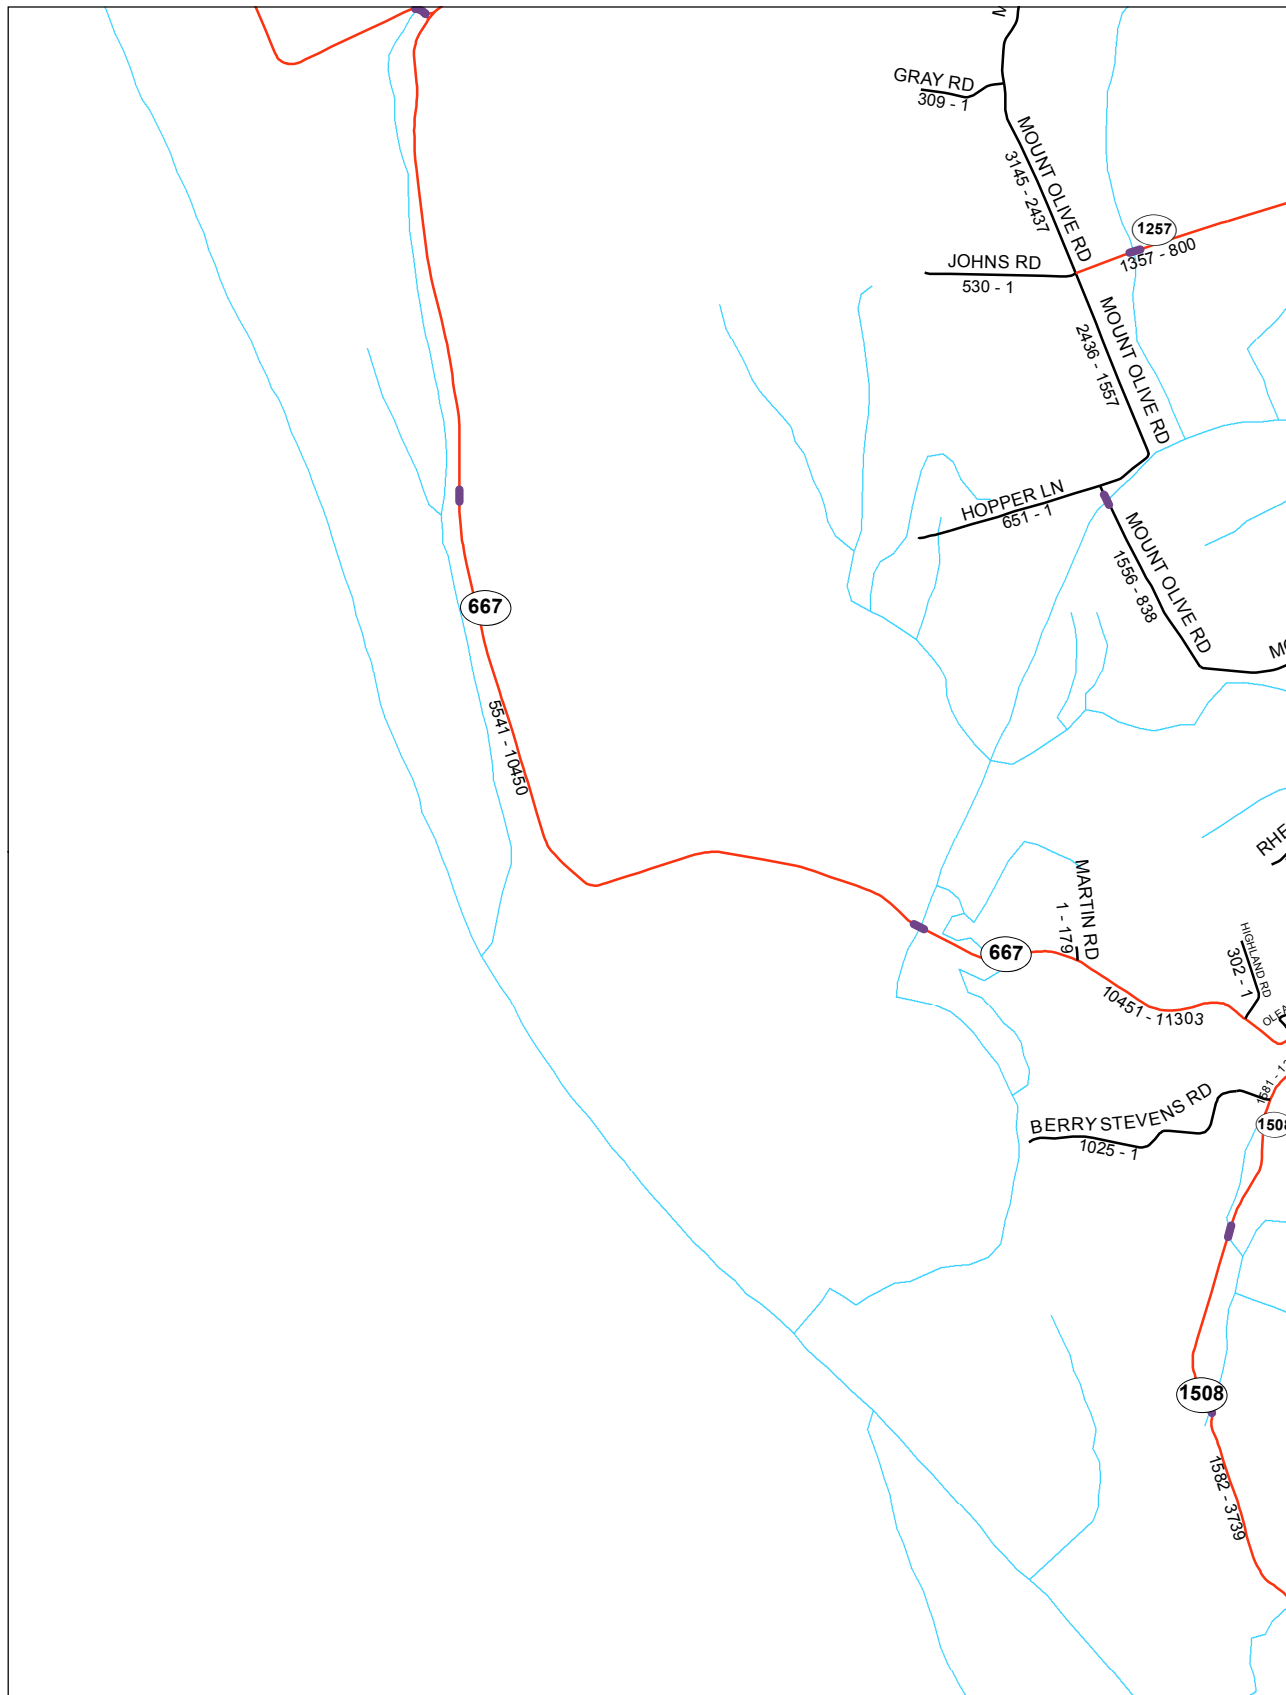 GRAY RD
309 - 1
MOUNT OLIVE RD
3145 - 2437
1257
1357 - 800
JOHNS RD
530 - 1
MOUNT OLIVE RD
2436 - 1557
HOPPER LN
651 - 1
MOUNT OLIVE RD
1556 - 838
667
5541 - 10450
MARTIN RD
1 - 179
667
HIGHLAND RD
302 - 1
10451 - 11303
BERRY STEVENS RD
1025 - 1
1508
1508
1582 - 3739